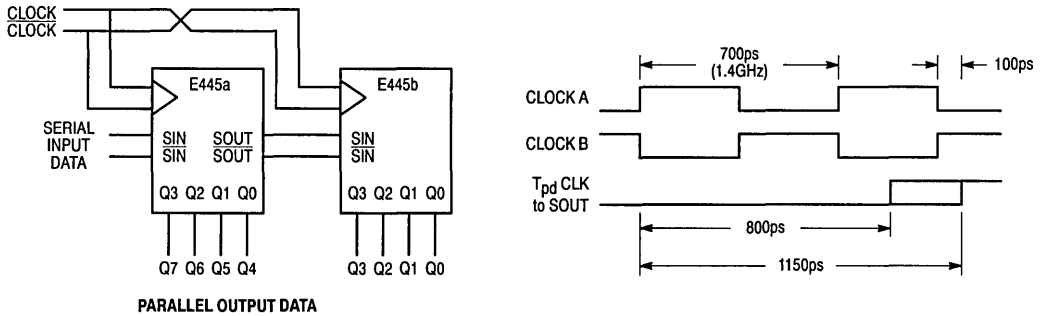 CLOCK
CLOCK
E445a
E445b
SERIAL
INPUT
DATA
SIN
SIN
SOUT
SOUT
SIN
SIN
Q3 Q2 Q1 Q0
Q3 Q2 Q1 Q0
Q7 Q6 Q5 Q4
Q3 Q2 Q1 Q0
PARALLEL OUTPUT DATA
700ps
(1.4GHz)
100ps
CLOCK A
CLOCK B
Tpd CLK
to SOUT
800ps
1150ps